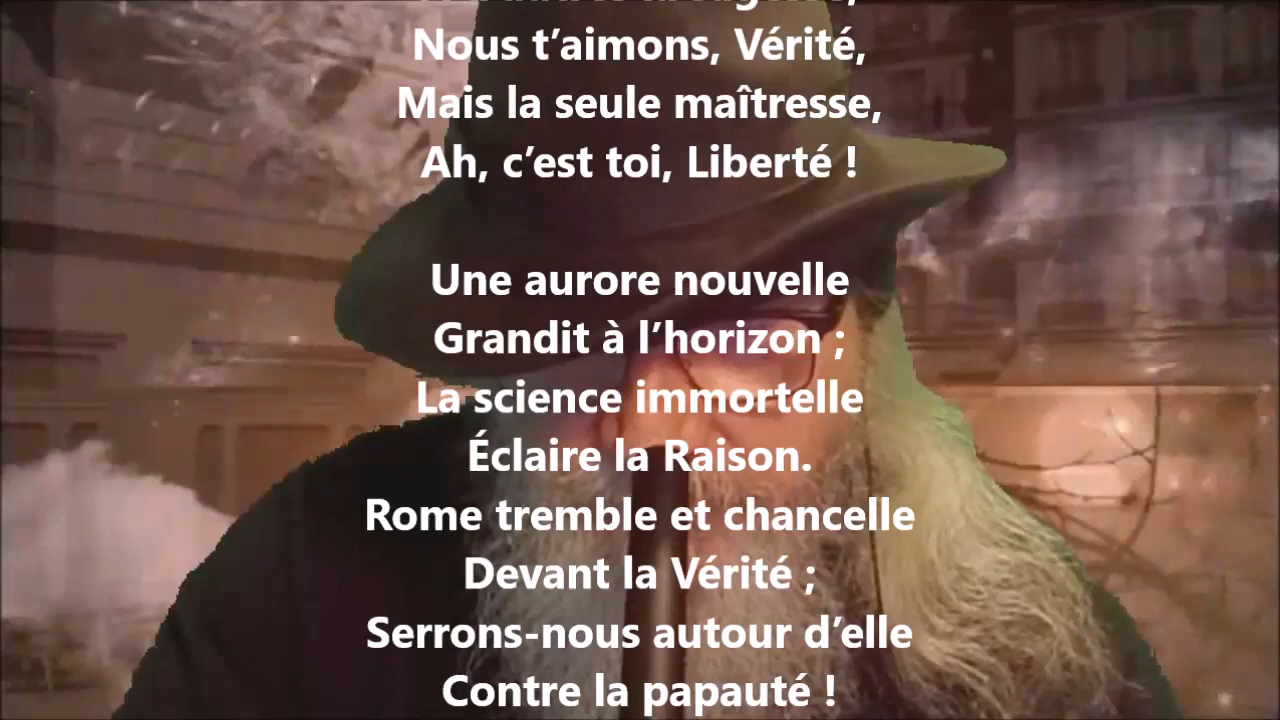 Nous t’aimons, Vérité,
Mais la seule maîtresse,
Ah, c’est toi, Liberté !
Une aurore nouvelle
Grandit à l’horizon ;
La science immortelle
Éclaire la Raison.
Rome tremble et chancelle
Devant la Vérité ;
Serrons-nous autour d’elle
Contre la papauté !